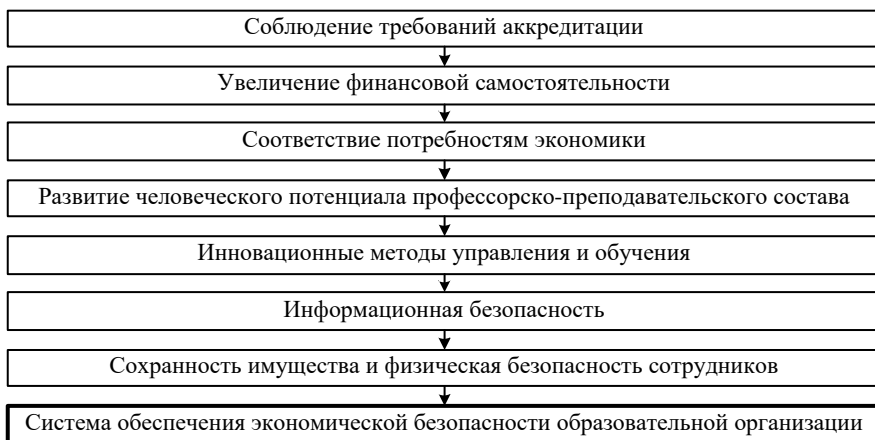 Соблюдение требований аккредитации
Увеличение финансовой самостоятельности
Соответствие потребностям экономики
Развитие человеческого потенциала профессорско-преподавательского состава
Инновационные методы управления и обучения
Информационная безопасность
Сохранность имущества и физическая безопасность сотрудников
Система обеспечения экономической безопасности образовательной организации